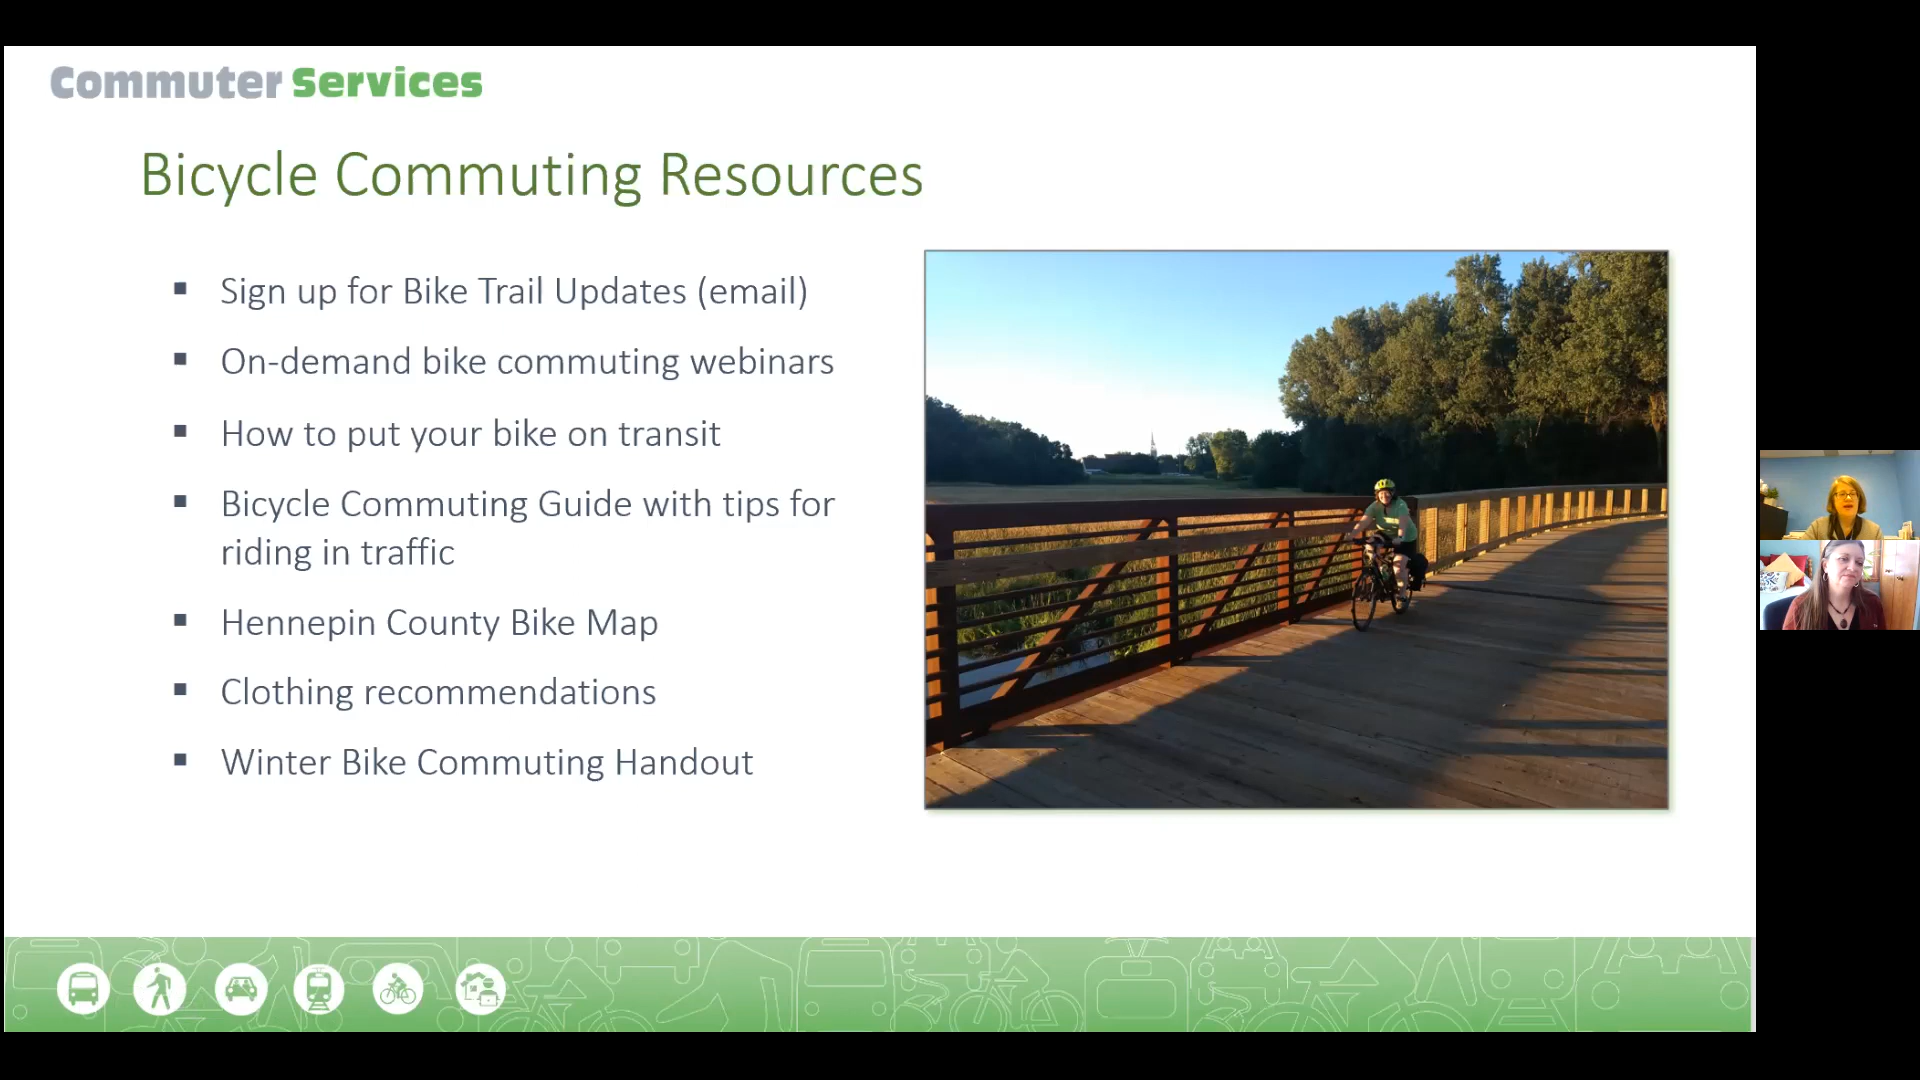 Commuter Services
Bicycle Commuting Resources
▪ Sign up for Bike Trail Updates (email)
▪ On-demand bike commuting webinars
▪ How to put your bike on transit
▪ Bicycle Commuting Guide with tips for
riding in traffic
▪ Hennepin County Bike Map
▪ Clothing recommendations
▪ Winter Bike Commuting Handout